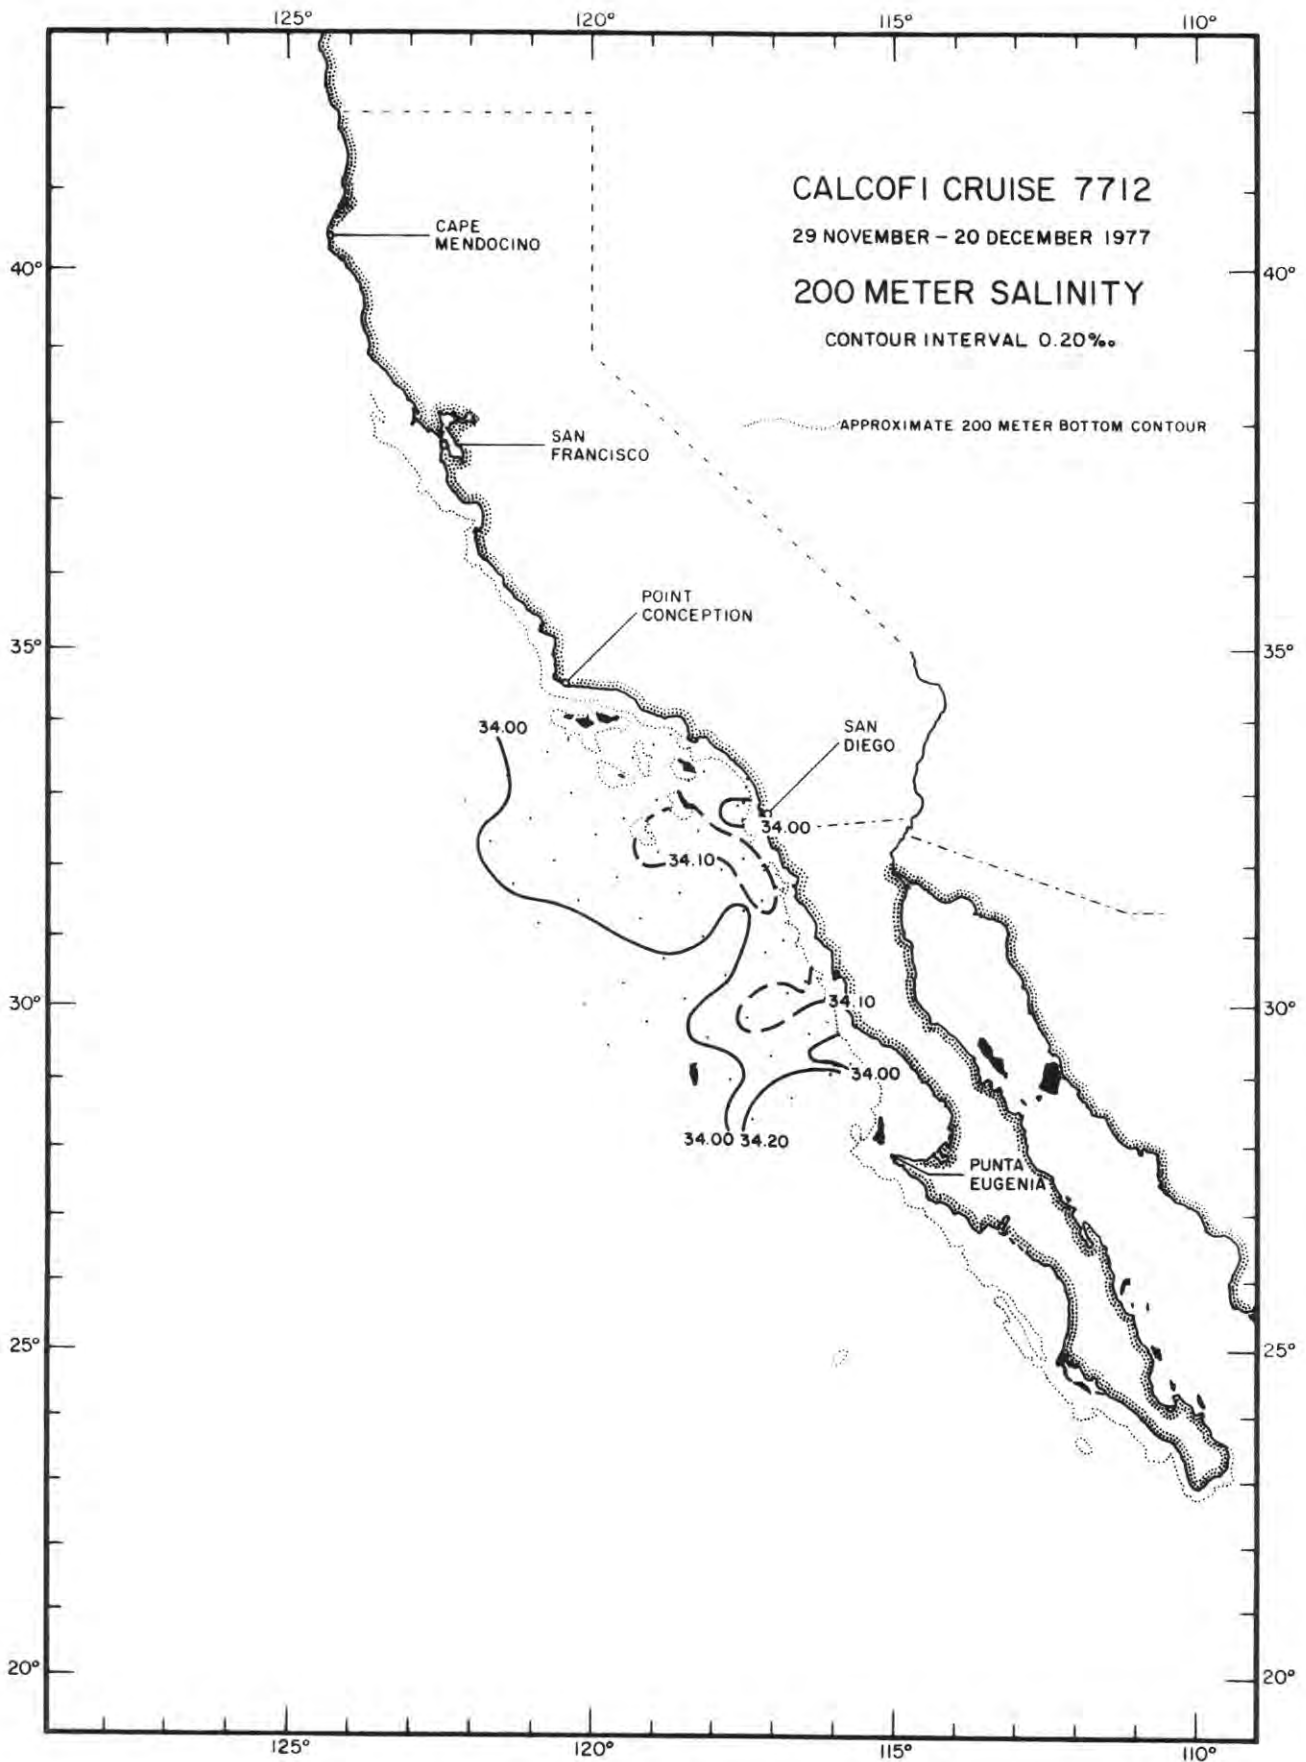 125° 120° 115° 110°
CALCOFI CRUISE 7712
29 NOVEMBER – 20 DECEMBER 1977
200 METER SALINITY
CONTOUR INTERVAL 0.20‰
CAPE
MENDOCINO
40° 40°
APPROXIMATE 200 METER BOTTOM CONTOUR
SAN
FRANCISCO
POINT
CONCEPTION
35° 35°
34.00
SAN
DIEGO
34.00
34.10
30° 34.10 30°
34.00
34.00 34.20
PUNTA
EUGENIA
25° 25°
20° 20°
125° 120° 115° 110°